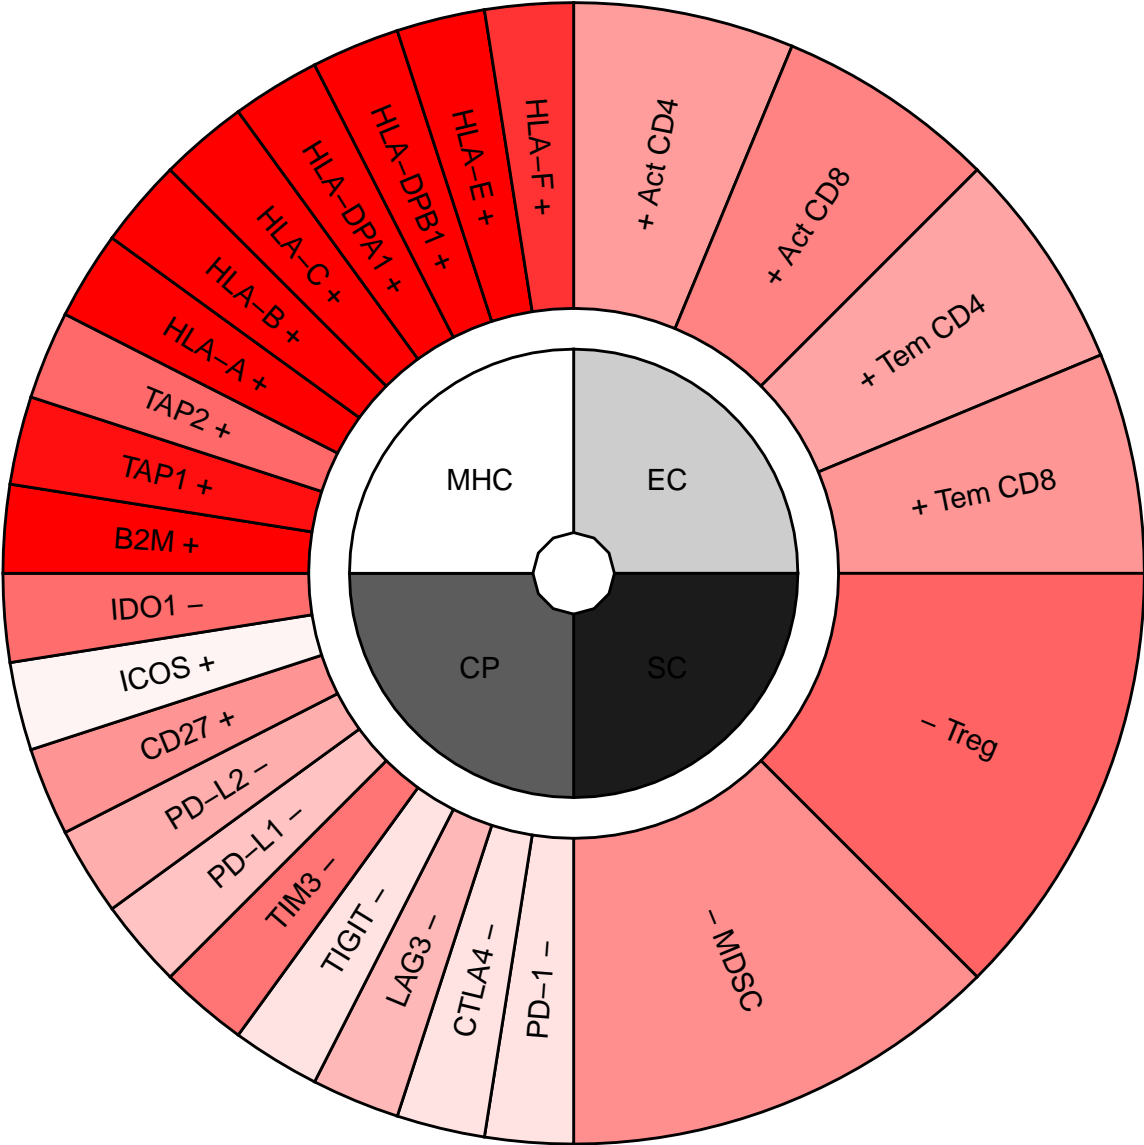 + Act CD4
+ Act CD8
+ Tem CD4
+ Tem CD8
– Treg
– MDSC
PD–1 –
CTLA4 –
LAG3 –
TIGIT –
TIM3 –
PD–L1 –
PD–L2 –
CD27 +
ICOS +
IDO1 –
B2M +
TAP1 +
TAP2 +
HLA–A +
HLA–B +
HLA–C +
HLA–DPA1 +
HLA–DPB1 +
HLA–E +
HLA–F +
MHC
EC
CP
SC